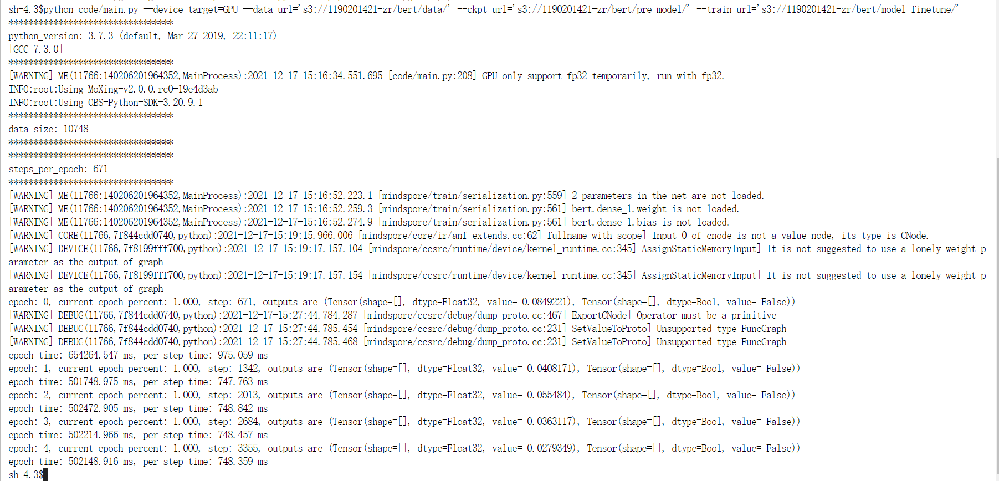 sh-4.3$python code/main.py --device_target=GPU --data_url='s3://1190201421-zr/bert/data/' --ckpt_url='s3://1190201421-zr/bert/pre_model/' --train_url='s3://1190201421-zr/bert/model_finetune/'
*********************************
python_version: 3.7.3 (default, Mar 27 2019, 22:11:17)
[GCC 7.3.0]
*********************************
[WARNING] ME(11766:140206201964352,MainProcess):2021-12-17-15:16:34.551.695 [code/main.py:208] GPU only support fp32 temporarily, run with fp32.
INFO:root:Using MoXing-v2.0.0.rc0-19e4d3ab
INFO:root:Using OBS-Python-SDK-3.20.9.1
*********************************
data_size: 10748
*********************************
*********************************
steps_per_epoch: 671
*********************************
[WARNING] ME(11766:140206201964352,MainProcess):2021-12-17-15:16:52.223.1 [mindspore/train/serialization.py:559] 2 parameters in the net are not loaded.
[WARNING] ME(11766:140206201964352,MainProcess):2021-12-17-15:16:52.259.3 [mindspore/train/serialization.py:561] bert.dense_1.weight is not loaded.
[WARNING] ME(11766:140206201964352,MainProcess):2021-12-17-15:16:52.274.9 [mindspore/train/serialization.py:561] bert.dense_1.bias is not loaded.
[WARNING] CORE(11766,7f844cdd0740,python):2021-12-17-15:19:15.966.006 [mindspore/core/ir/anf_extends.cc:62] fullname_with_scope] Input 0 of cnode is not a value node, its type is CNode.
[WARNING] DEVICE(11766,7f8199fff700,python):2021-12-17-15:19:17.157.104 [mindspore/ccsrc/runtime/device/kernel_runtime.cc:345] AssignStaticMemoryInput] It is not suggested to use a lonely weight p
arameter as the output of graph
[WARNING] DEVICE(11766,7f8199fff700,python):2021-12-17-15:19:17.157.154 [mindspore/ccsrc/runtime/device/kernel_runtime.cc:345] AssignStaticMemoryInput] It is not suggested to use a lonely weight p
arameter as the output of graph
epoch: 0, current epoch percent: 1.000, step: 671, outputs are (Tensor(shape=[], dtype=Float32, value= 0.0849221), Tensor(shape=[], dtype=Bool, value= False))
[WARNING] DEBUG(11766,7f844cdd0740,python):2021-12-17-15:27:44.784.287 [mindspore/ccsrc/debug/dump_proto.cc:467] ExportCNode] Operator must be a primitive
[WARNING] DEBUG(11766,7f844cdd0740,python):2021-12-17-15:27:44.785.454 [mindspore/ccsrc/debug/dump_proto.cc:231] SetValueToProto] Unsupported type FuncGraph
[WARNING] DEBUG(11766,7f844cdd0740,python):2021-12-17-15:27:44.785.468 [mindspore/ccsrc/debug/dump_proto.cc:231] SetValueToProto] Unsupported type FuncGraph
epoch time: 654264.547 ms, per step time: 975.059 ms
epoch: 1, current epoch percent: 1.000, step: 1342, outputs are (Tensor(shape=[], dtype=Float32, value= 0.0408171), Tensor(shape=[], dtype=Bool, value= False))
epoch time: 501748.975 ms, per step time: 747.763 ms
epoch: 2, current epoch percent: 1.000, step: 2013, outputs are (Tensor(shape=[], dtype=Float32, value= 0.055484), Tensor(shape=[], dtype=Bool, value= False))
epoch time: 502472.905 ms, per step time: 748.842 ms
epoch: 3, current epoch percent: 1.000, step: 2684, outputs are (Tensor(shape=[], dtype=Float32, value= 0.0363117), Tensor(shape=[], dtype=Bool, value= False))
epoch time: 502214.966 ms, per step time: 748.457 ms
epoch: 4, current epoch percent: 1.000, step: 3355, outputs are (Tensor(shape=[], dtype=Float32, value= 0.0279349), Tensor(shape=[], dtype=Bool, value= False))
epoch time: 502148.916 ms, per step time: 748.359 ms
sh-4.3$